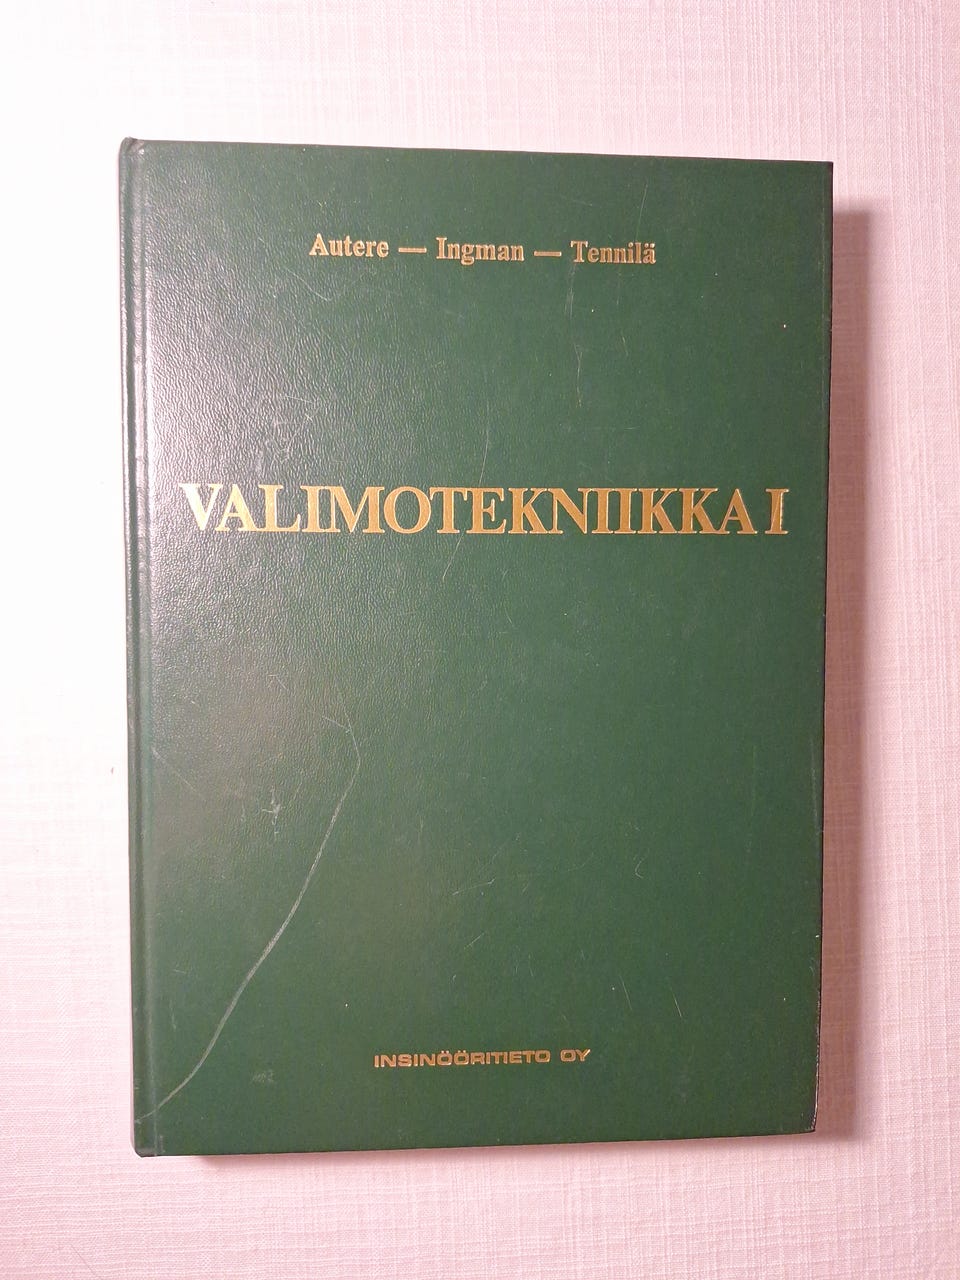 Autere — Ingman — Tennilä
VALIMOTEKNIIKKA I
INSINÖÖRITIETO OY